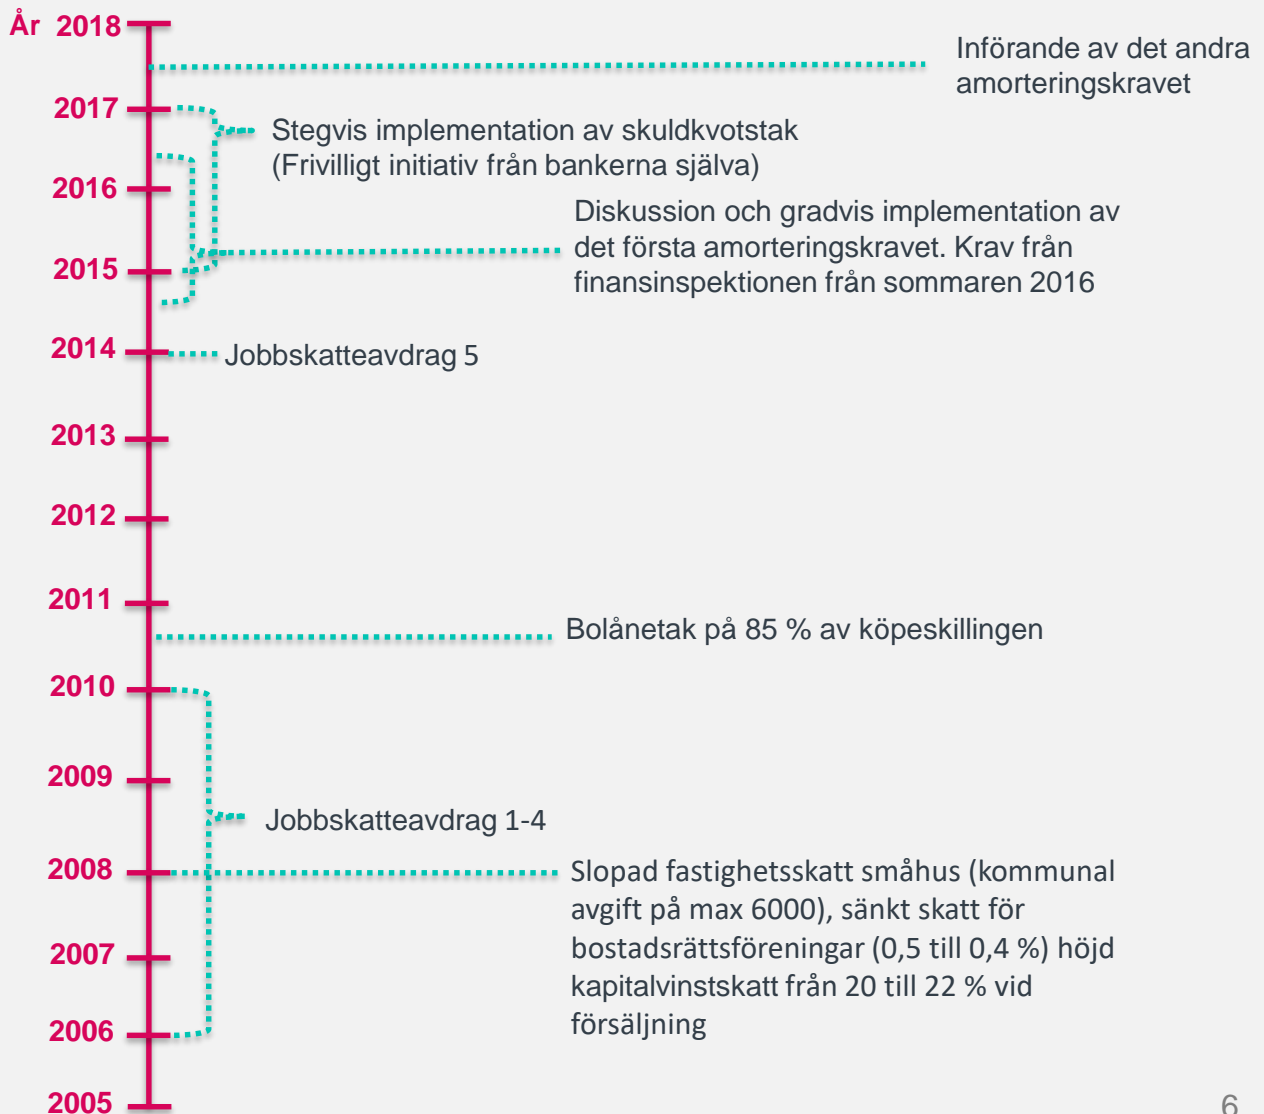 År 2018
Införande av det andra
amorteringskravet
2017
Stegvis implementation av skuldkvotstak
(Frivilligt initiativ från bankerna själva)
2016
Diskussion och gradvis implementation av
det första amorteringskravet. Krav från
finansinspektionen från sommaren 2016
2015
2014
Jobbskatteavdrag 5
2013
2012
2011
Bolånetak på 85 % av köpeskillingen
2010
2009
Jobbskatteavdrag 1-4
2008
Slopad fastighetsskatt småhus (kommunal
avgift på max 6000), sänkt skatt för
bostadsrättsföreningar (0,5 till 0,4 %) höjd
kapitalvinstskatt från 20 till 22 % vid
försäljning
2007
2006
2005
6